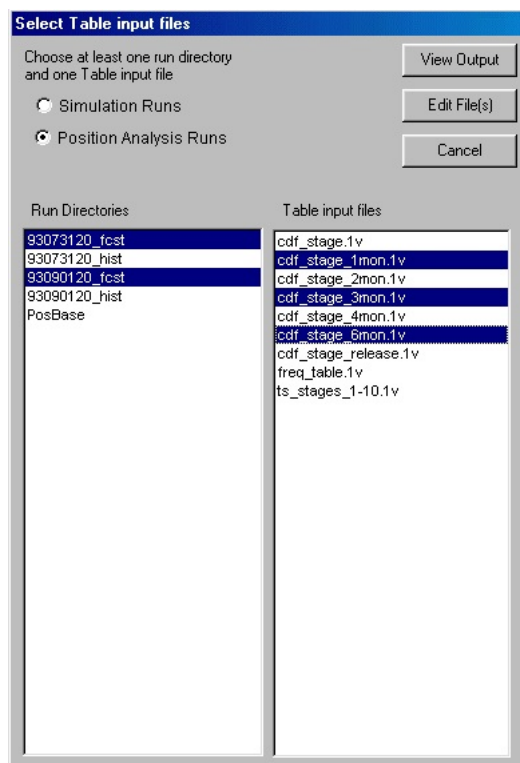 Select Table input files
Choose at least one run directory
and one Table input file
Simulation Runs
Position Analysis Runs
View Output
Edit File(s)
Cancel
Run Directories
93073120_fcst
93073120_hist
93090120_fcst
93090120_hist
PosBase
Table input files
cdf_stage.1v
cdf_stage_1mon.1v
cdf_stage_2mon.1v
cdf_stage_3mon.1v
cdf_stage_4mon.1v
cdf_stage_6mon.1v
cdf_stage_release.1v
freq_table.1v
ts_stages_1-10.1v